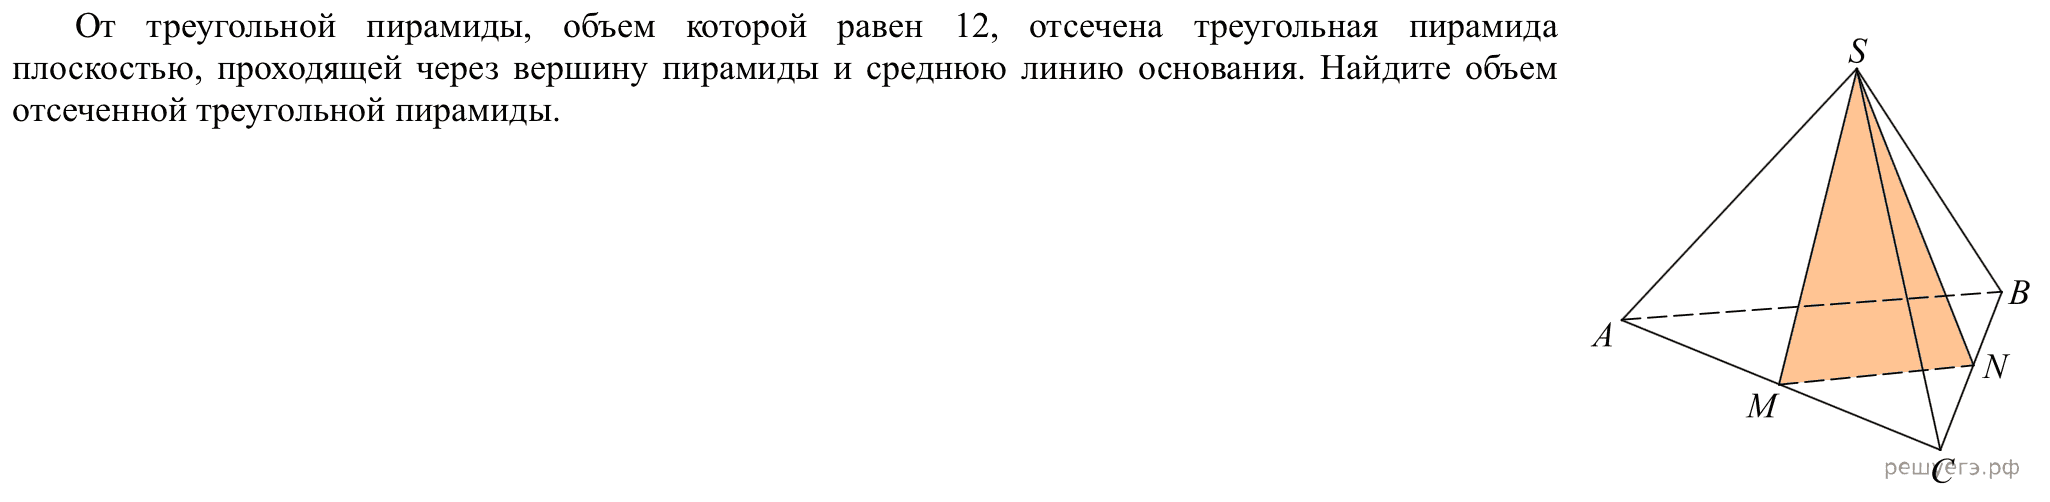 От треугольной пирамиды, объем которой равен 12, отсечена треугольная пирамида
плоскостью, проходящей через вершину пирамиды и среднюю линию основания. Найдите объем
отсеченной треугольной пирамиды.
S
B
A
N
M
C
решуегэ.рф